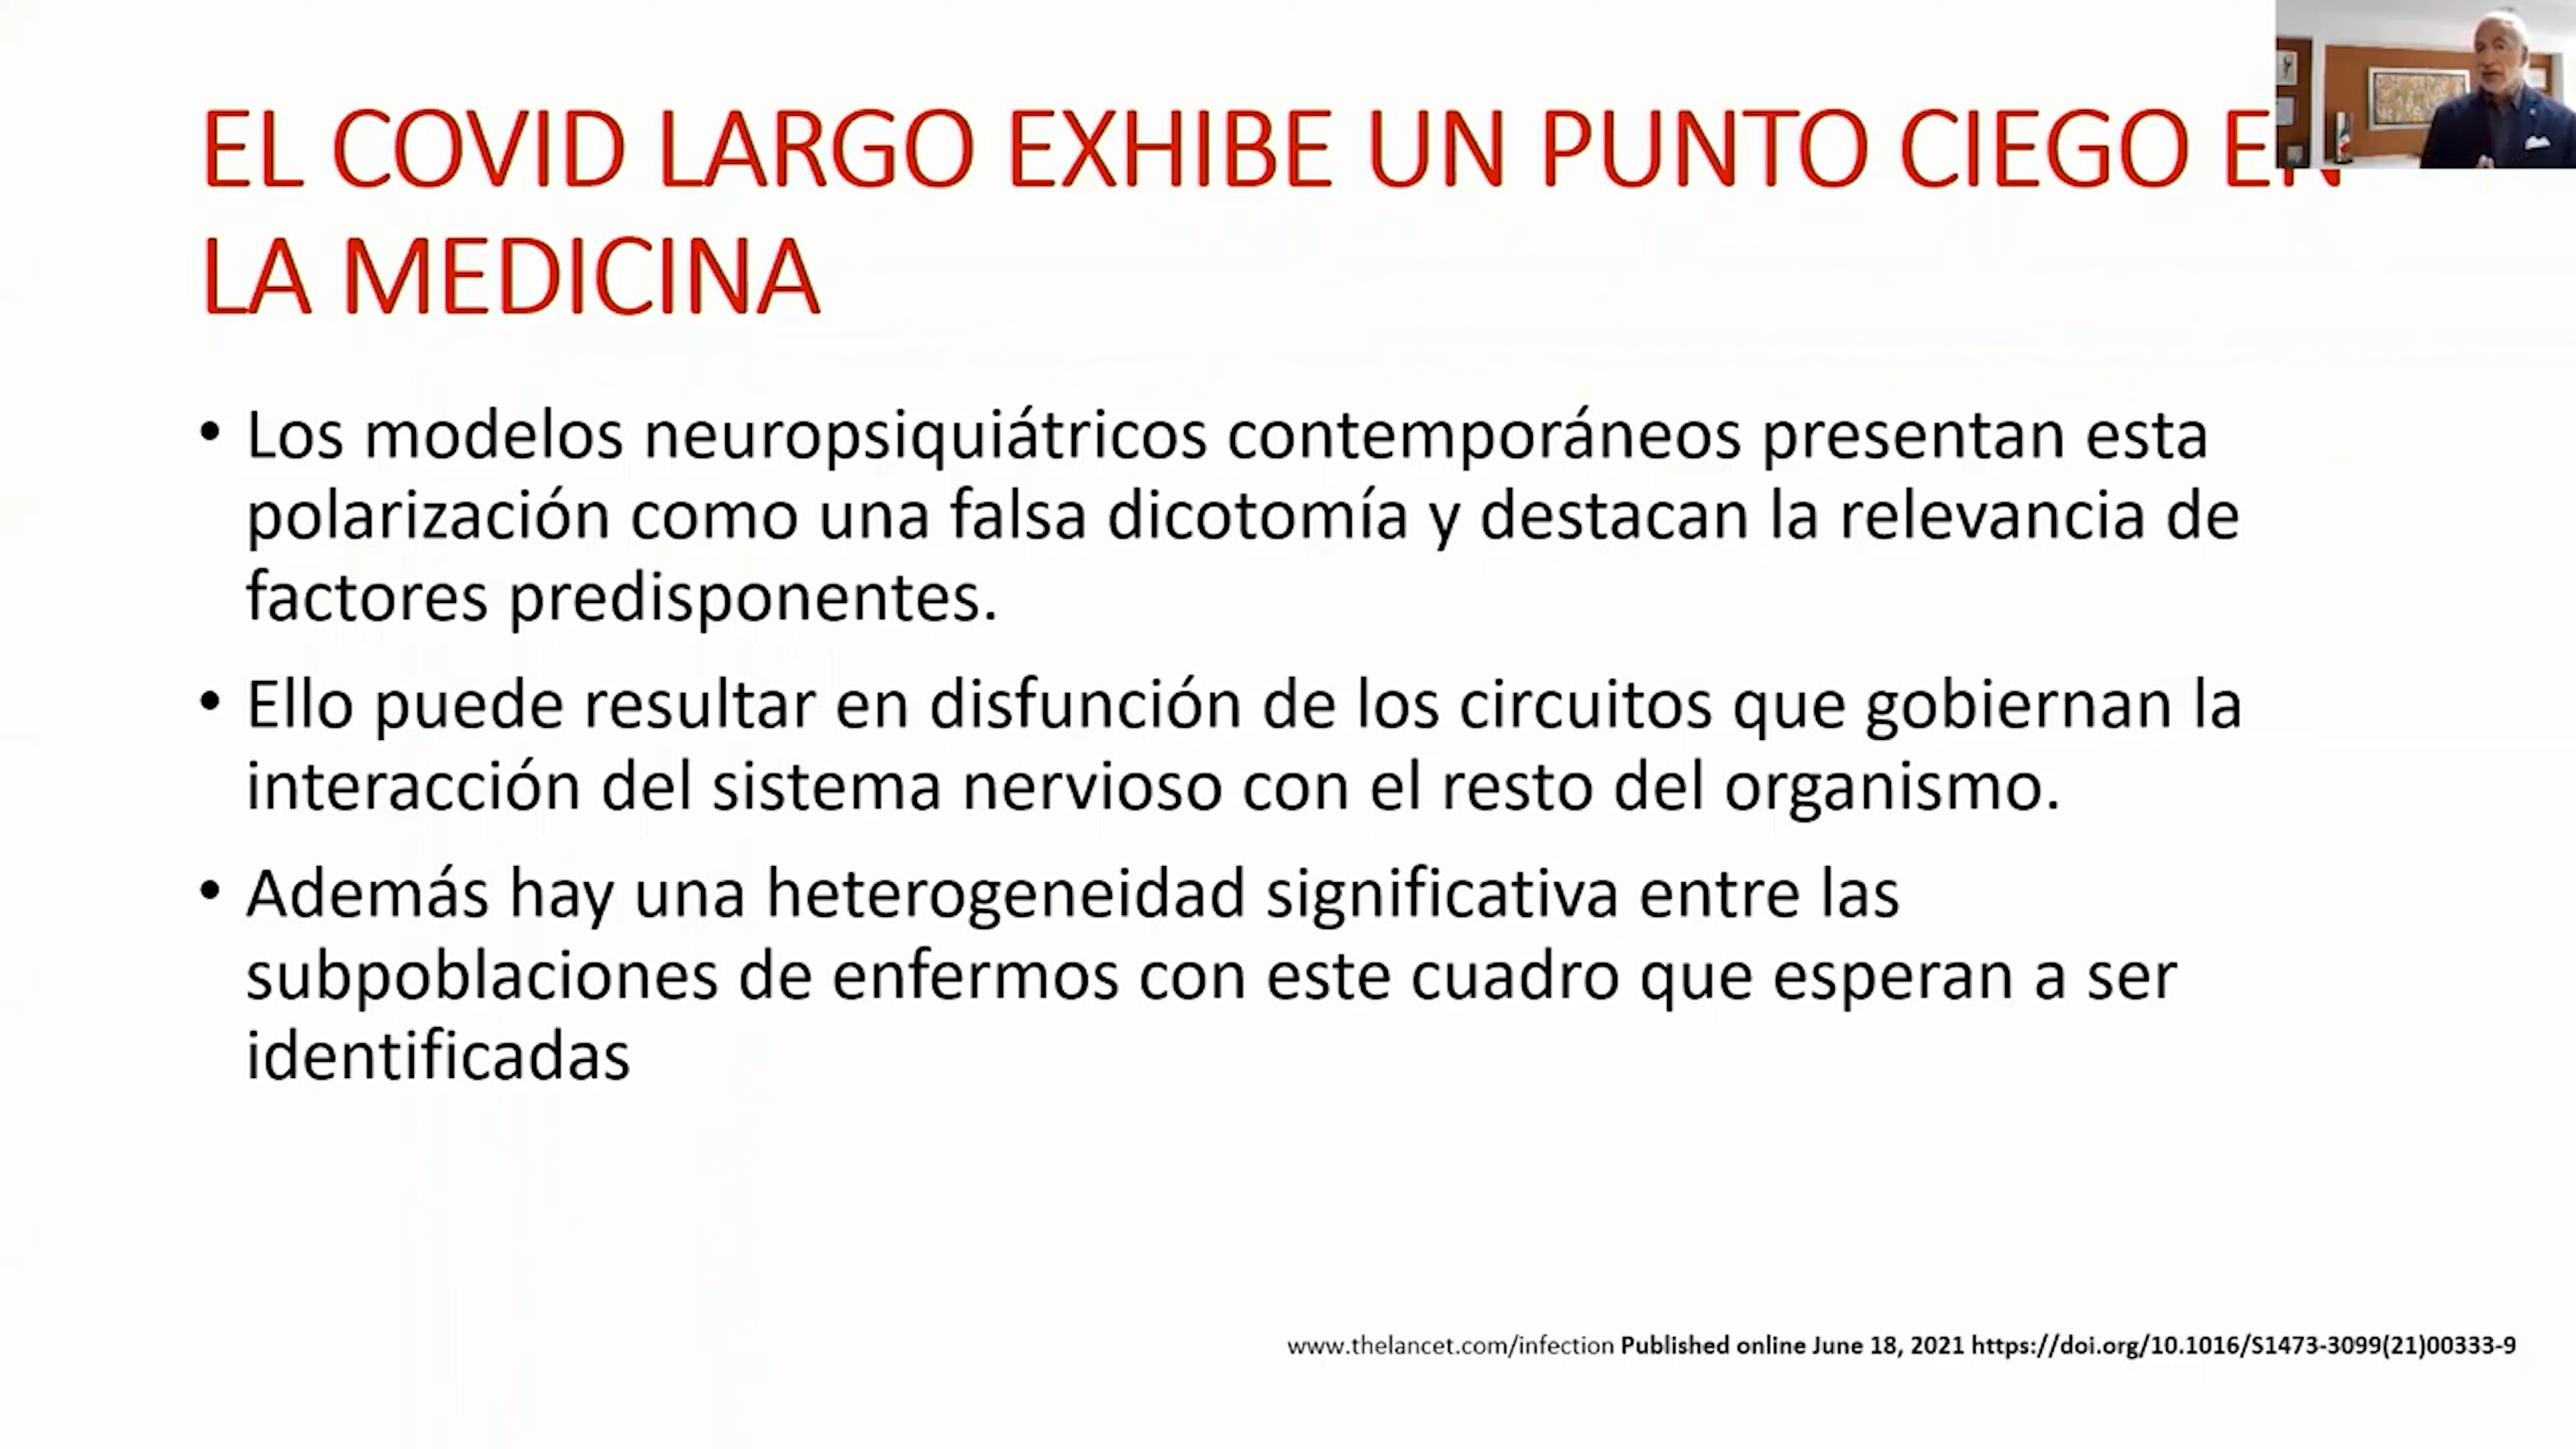 EL COVID LARGO EXHIBE UN PUNTO CIEGO EN
LA MEDICINA
• Los modelos neuropsiquiátricos contemporáneos presentan esta
polarización como una falsa dicotomía y destacan la relevancia de
factores predisponentes.
• Ello puede resultar en disfunción de los circuitos que gobiernan la
interacción del sistema nervioso con el resto del organismo.
• Además hay una heterogeneidad significativa entre las
subpoblaciones de enfermos con este cuadro que esperan a ser
identificadas
www.thelancet.com/infection Published online June 18, 2021 https://doi.org/10.1016/S1473-3099(21)00333-9